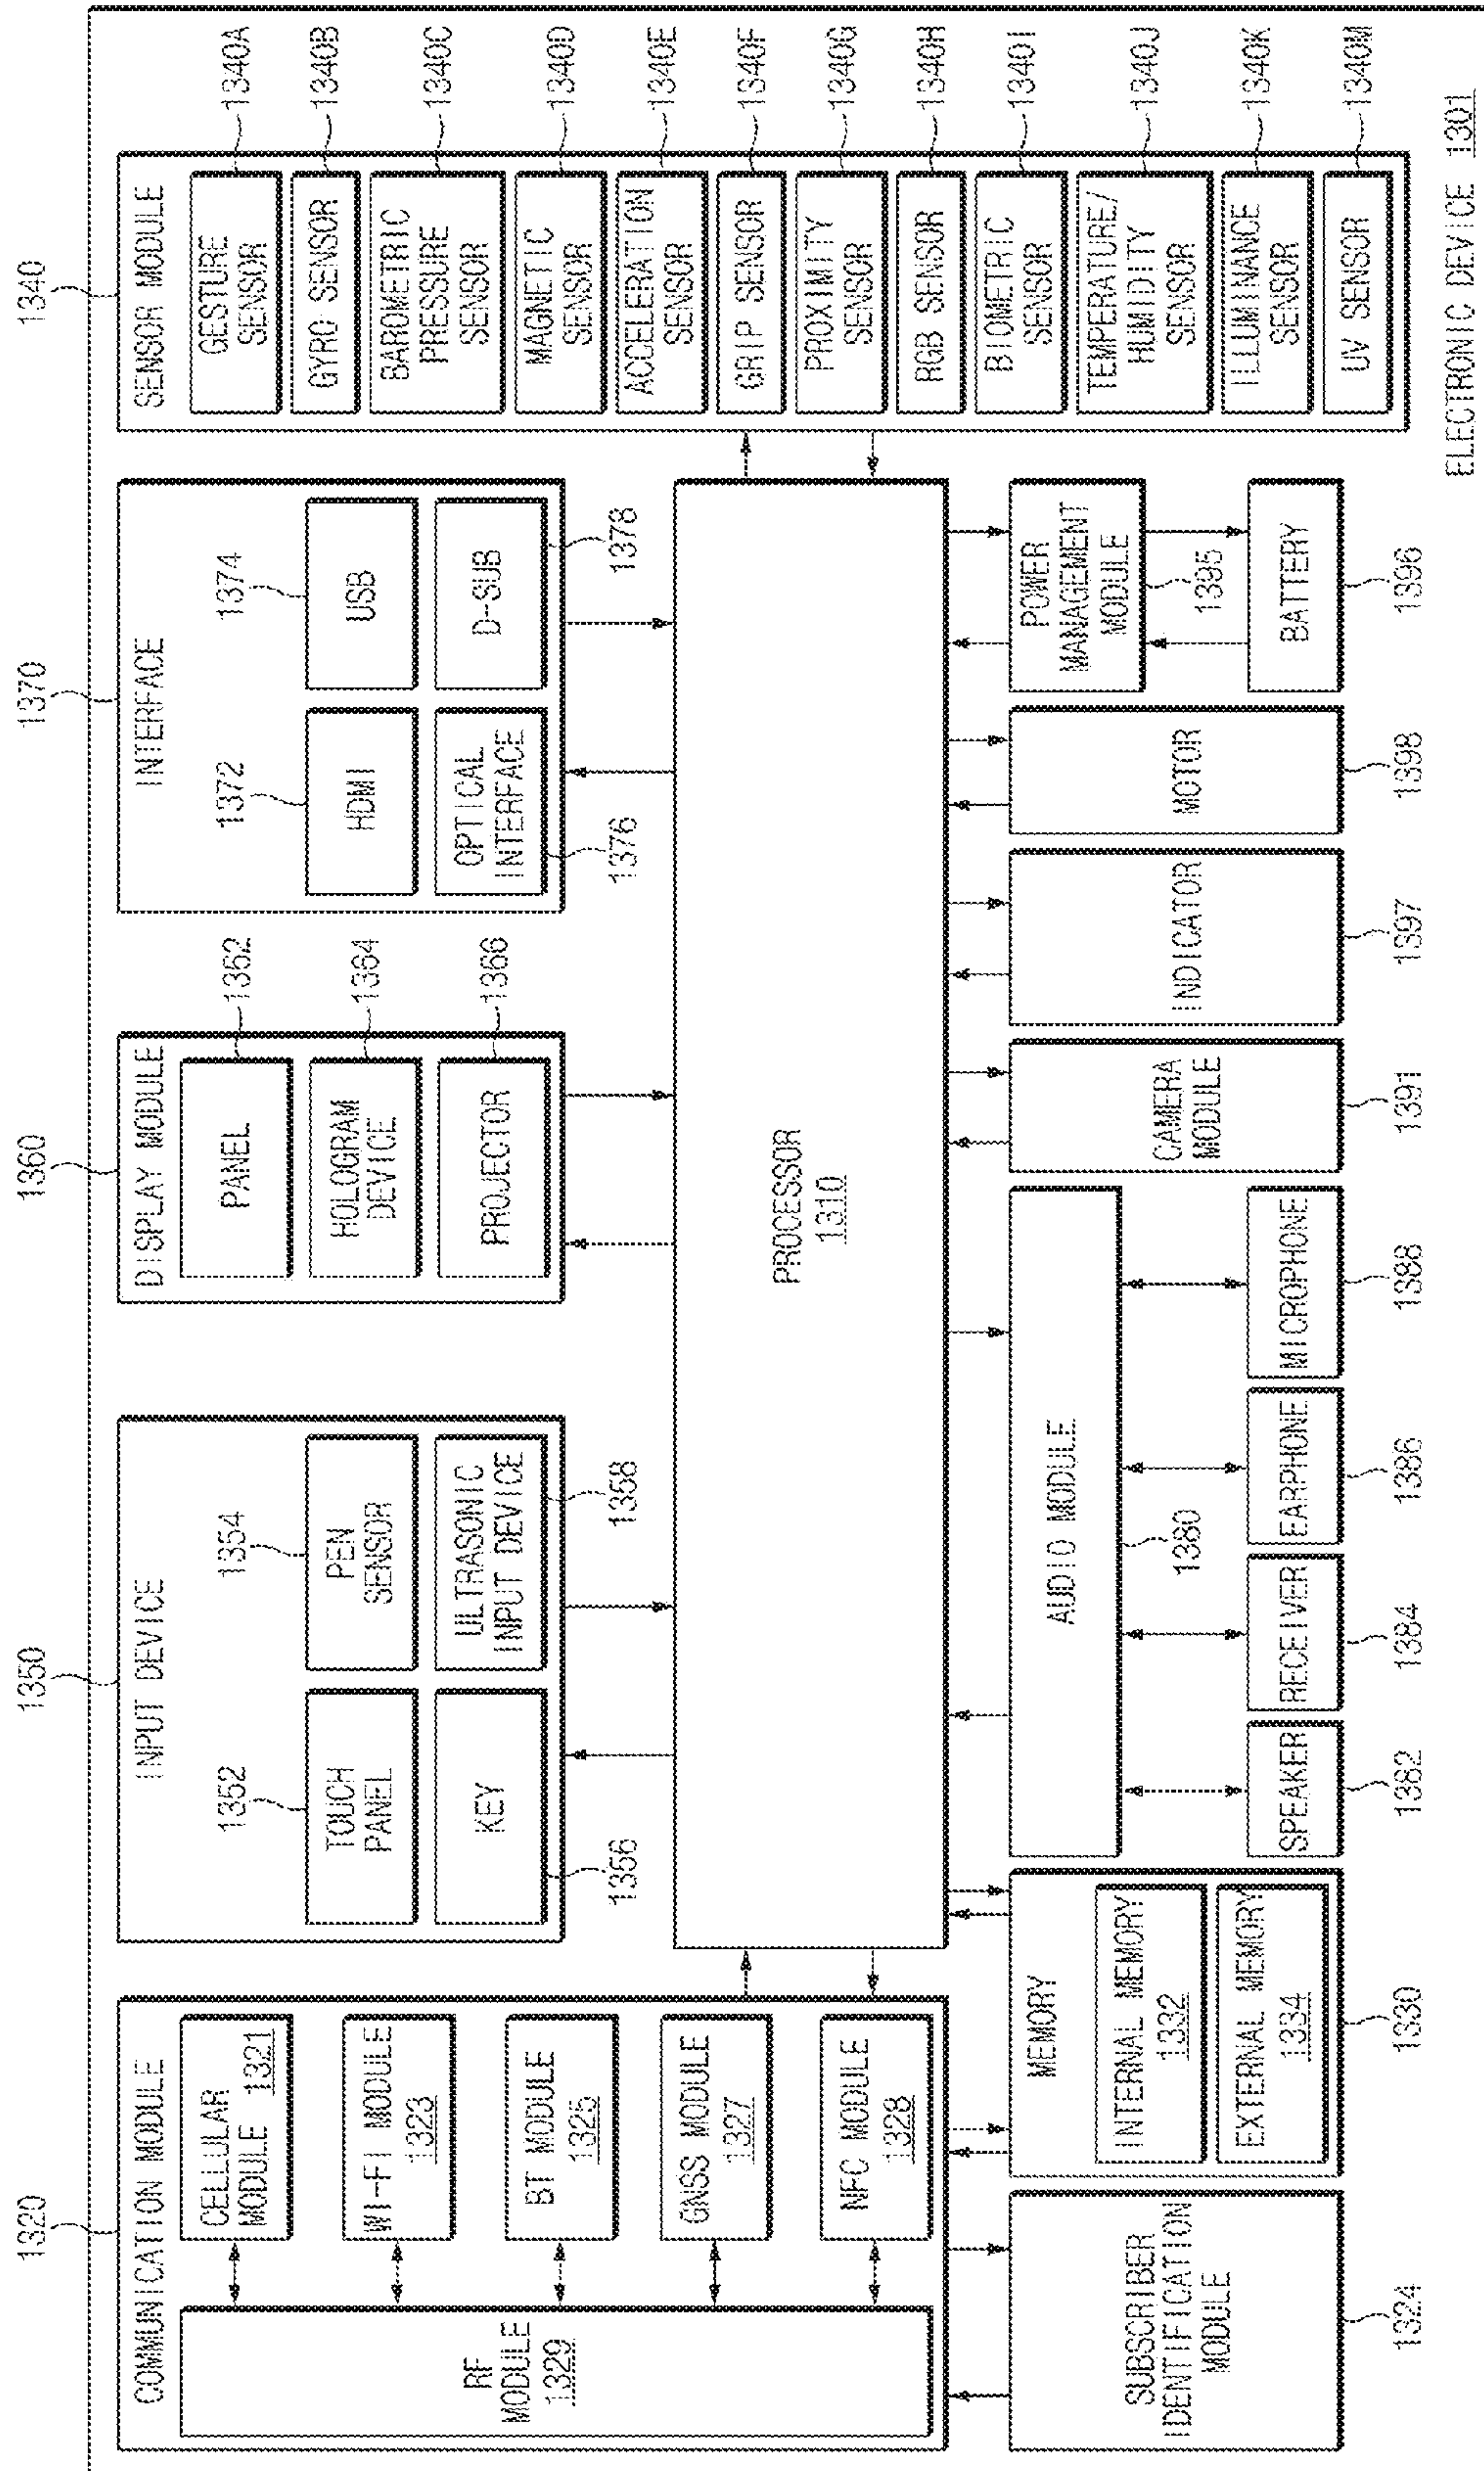 1320
COMMUNICATION MODULE
RF
MODULE
1329
CELLULAR
MODULE 1321
WI-FI MODULE
1323
BT MODULE
1325
GNSS MODULE
1327
NFC MODULE
1328
1350
INPUT DEVICE
1352
TOUCH
PANEL
1354
PEN
SENSOR
KEY
1356
ULTRASONIC
INPUT DEVICE
1358
1360
DISPLAY MODULE
PANEL
1362
HOLOGRAM
DEVICE
1364
PROJECTOR
1366
1370
INTERFACE
1372
HDMI
1374
USB
OPTICAL
INTERFACE
1376
D-SUB
1378
1340
SENSOR MODULE
GESTURE
SENSOR
1340A
GYRO SENSOR
1340B
BAROMETRIC
PRESSURE
SENSOR
1340C
MAGNETIC
SENSOR
1340D
ACCELERATION
SENSOR
1340E
GRIP SENSOR
1340F
PROXIMITY
SENSOR
1340G
RGB SENSOR
1340H
BIOMETRIC
SENSOR
1340I
TEMPERATURE/
HUMIDITY
SENSOR
1340J
ILLUMINANCE
SENSOR
1340K
UV SENSOR
1340M
PROCESSOR
1310
SUBSCRIBER
IDENTIFICATION
MODULE
1324
MEMORY
INTERNAL MEMORY
1332
EXTERNAL MEMORY
1334
1330
AUDIO MODULE
1380
SPEAKER
1382
RECEIVER
1384
EARPHONE
1386
MICROPHONE
1388
CAMERA
MODULE
1391
INDICATOR
1397
MOTOR
1398
POWER
MANAGEMENT
MODULE
1395
BATTERY
1396
ELECTRONIC DEVICE 1301